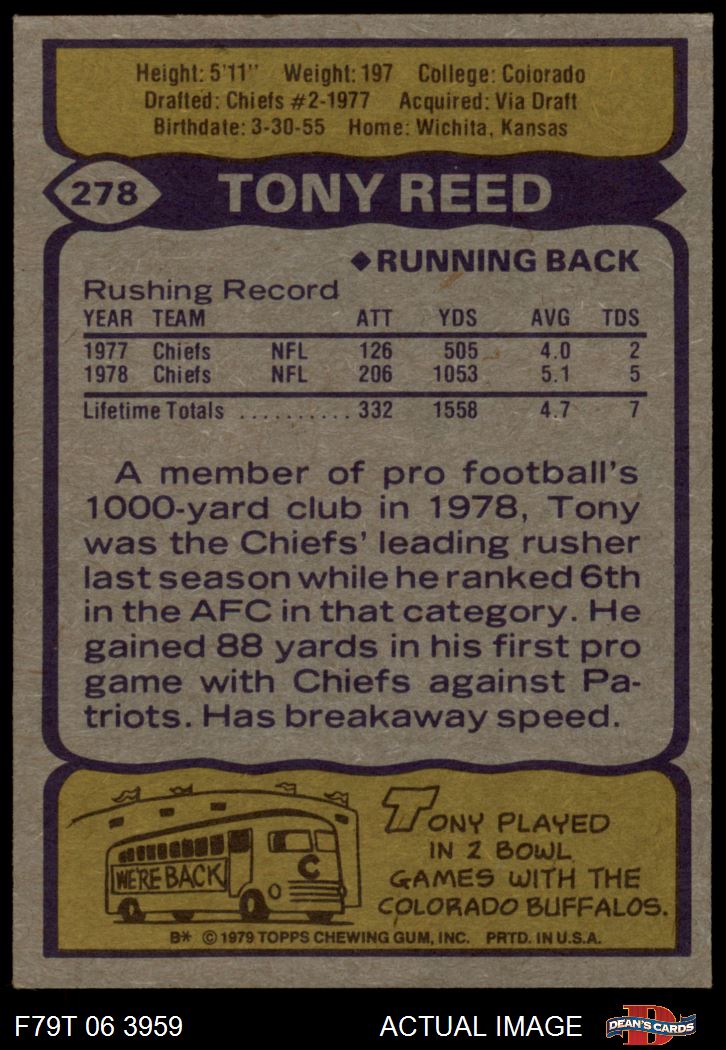 Height: 5'11" Weight: 197 College: Colorado
Drafted: Chiefs #2-1977 Acquired: Via Draft
Birthdate: 3-30-55 Home: Wichita, Kansas
278 TONY REED
◆RUNNING BACK
Rushing Record
YEAR TEAM ATT YDS AVG TDS
1977 Chiefs NFL 126 505 4.0 2
1978 Chiefs NFL 206 1053 5.1 5
Lifetime Totals .......... 332 1558 4.7 7
A member of pro football's
1000-yard club in 1978, Tony
was the Chiefs' leading rusher
last season while he ranked 6th
in the AFC in that category. He
gained 88 yards in his first pro
game with Chiefs against Pa-
triots. Has breakaway speed.
WE'RE BACK
C
TONY PLAYED
IN 2 BOWL
GAMES WITH THE
COLORADO BUFFALOS.
B* © 1979 TOPPS CHEWING GUM, INC. PRTD. IN U.S.A.
F79T 06 3959 ACTUAL IMAGE
D
DEAN'S CARDS